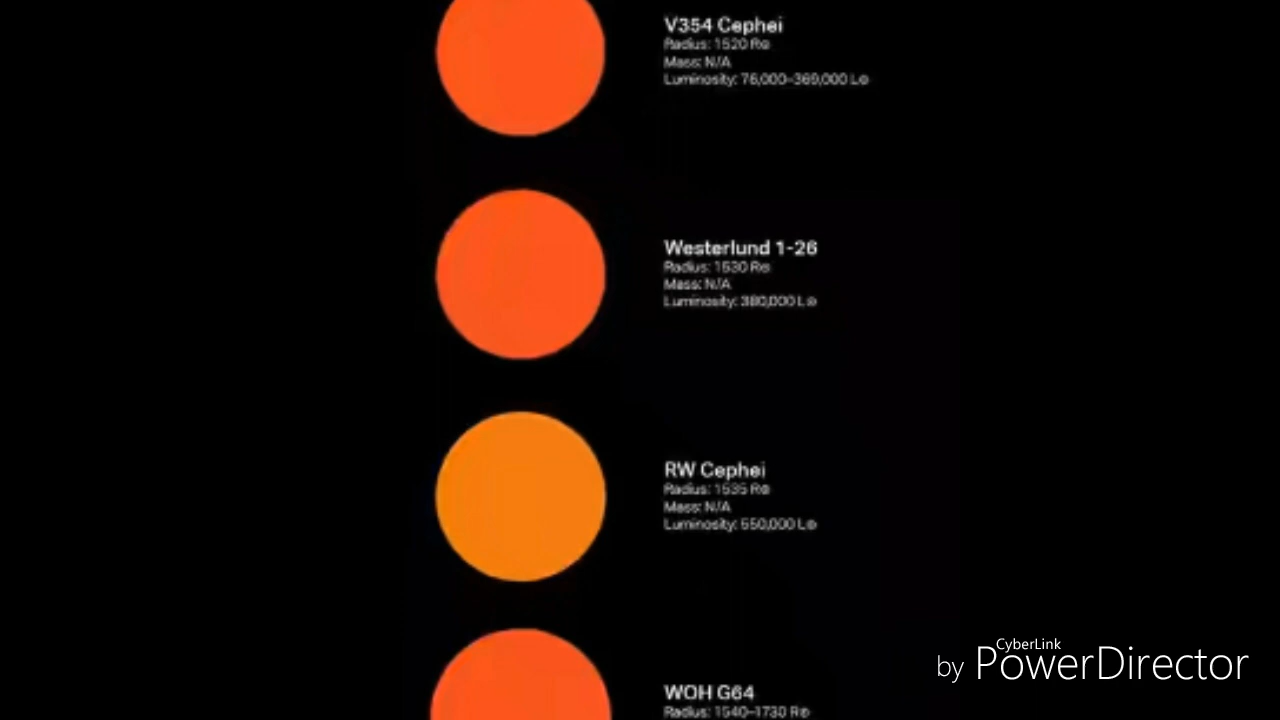 V354 Cephei
Radius: 1520 R⊙
Mass: N/A
Luminosity: 76,000–369,000 L⊙
Westerlund 1-26
Radius: 1530 R⊙
Mass: N/A
Luminosity: 380,000 L⊙
RW Cephei
Radius: 1535 R⊙
Mass: N/A
Luminosity: 550,000 L⊙
WOH G64
Radius: 1540–1730 R⊙
CyberLink
by PowerDirector